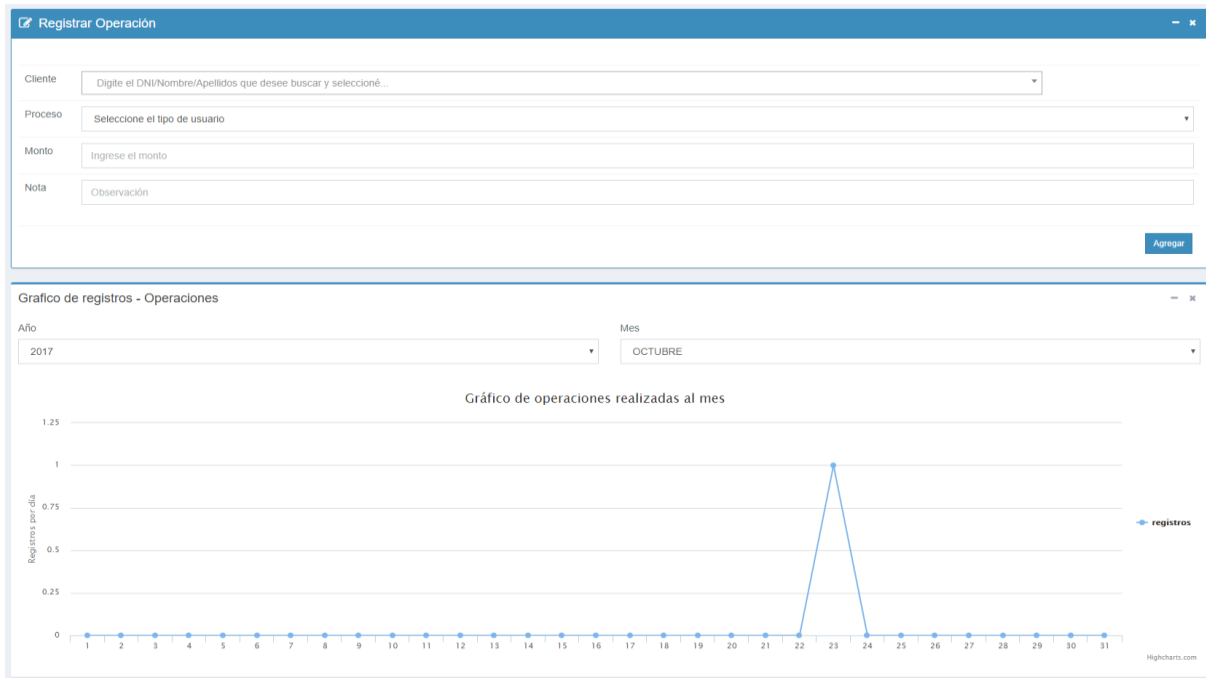 Registrar Operación
Cliente
Digite el DNI/Nombre/Apellidos que desee buscar y seleccioné...
Proceso
Seleccione el tipo de usuario
Monto
Ingrese el monto
Nota
Observación
Agregar
Grafico de registros - Operaciones
Año
Mes
2017
OCTUBRE
Gráfico de operaciones realizadas al mes
Registros por día
1.25
1
0.75
0.5
0.25
0
1 2 3 4 5 6 7 8 9 10 11 12 13 14 15 16 17 18 19 20 21 22 23 24 25 26 27 28 29 30 31
registros
Highcharts.com